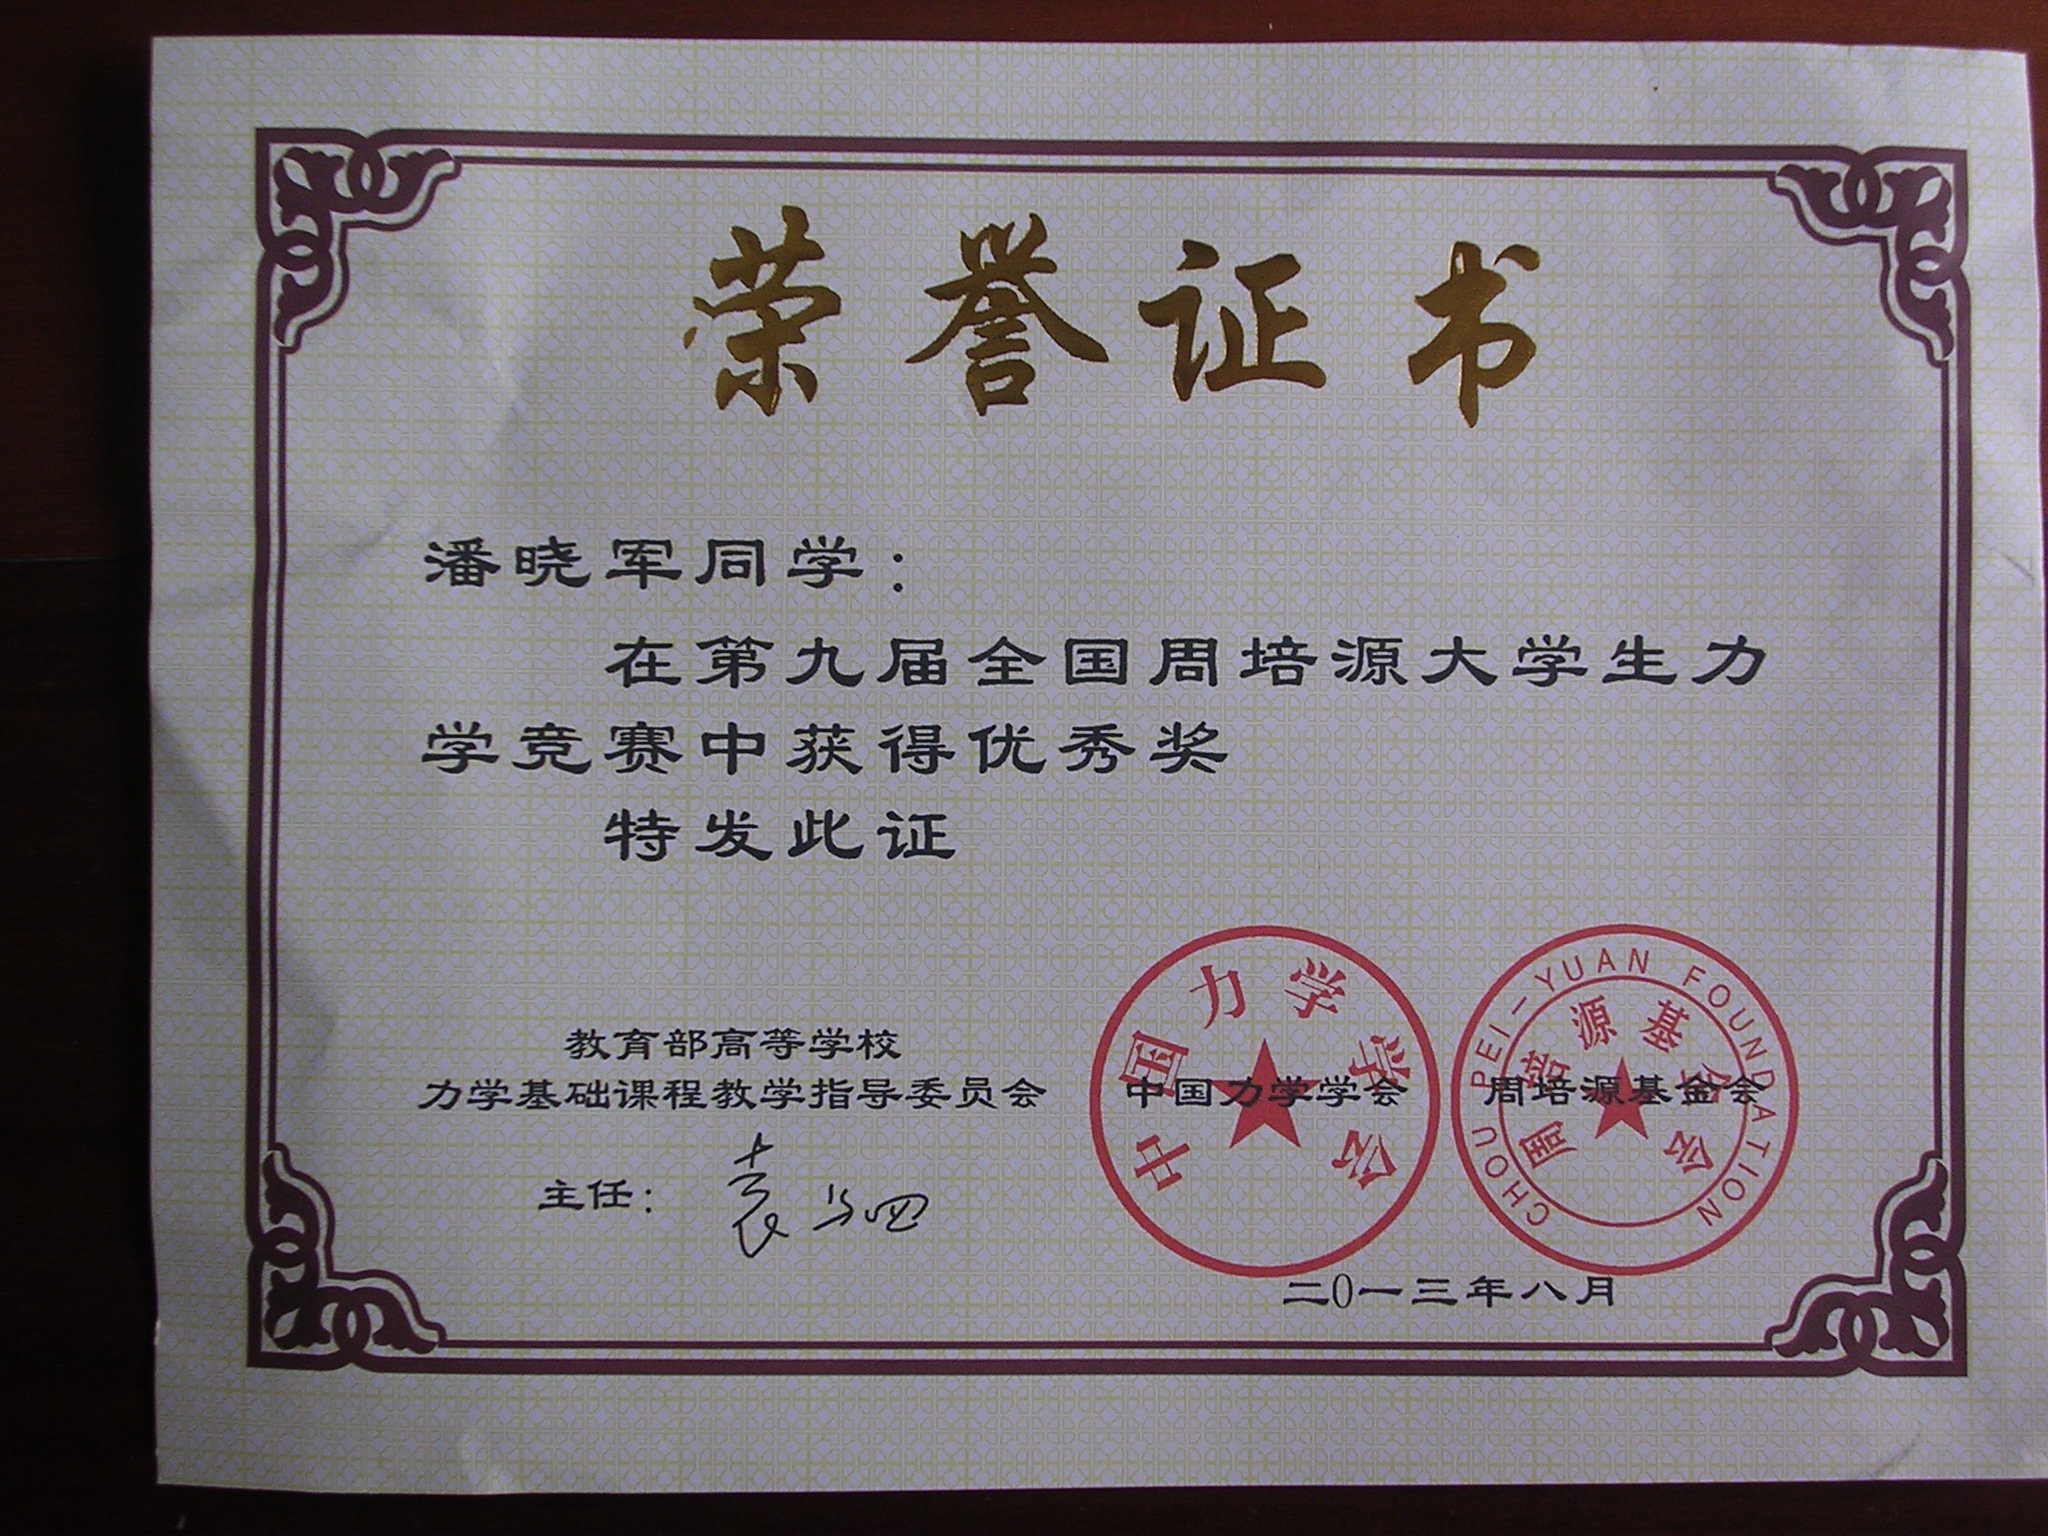 荣誉证书
潘晓军同学：
在第九届全国周培源大学生力
学竞赛中获得优秀奖
特发此证
教育部高等学校
力学基础课程教学指导委员会
中国力学学会
周培源基金会
主任：
中国力学学会
CHOU PEI-YUAN FOUNDATION
周培源基金会
二0一三年八月